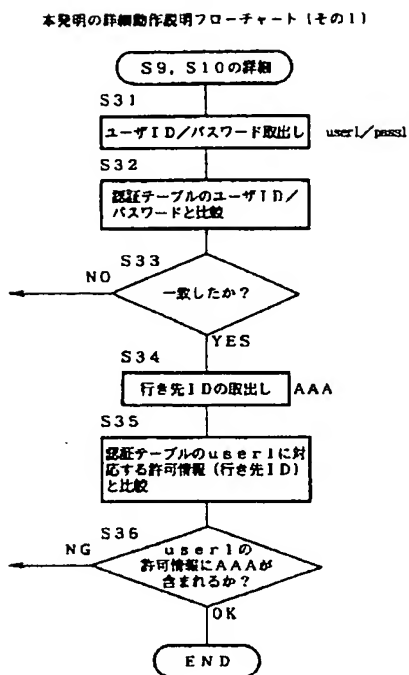 本発明の詳細動作説明フローチャート(その1)
S9, S10の詳細
S31
ユーザID/パスワード取出し user1/pass1
S32
認証テーブルのユーザID/
パスワードと比較
S33
NO
一致したか?
YES
S34
行き先IDの取出し AAA
S35
認証テーブルのuser1に対
応する許可情報(行き先ID)
と比較
S36
NG
user1の
許可情報にAAAが
含まれるか?
OK
END